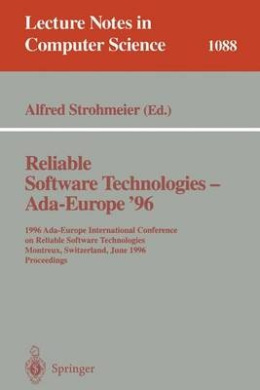 Lecture Notes in
Computer Science 1088
Alfred Strohmeier (Ed.)
Reliable
Software Technologies –
Ada-Europe '96
1996 Ada-Europe International Conference
on Reliable Software Technologies
Montreux, Switzerland, June 1996
Proceedings
Springer